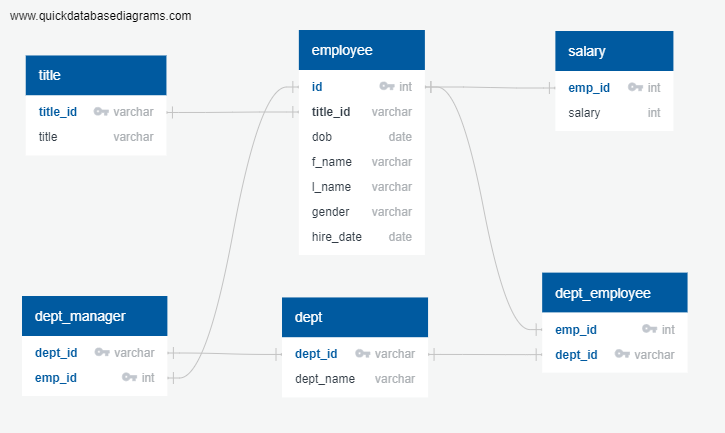 www.quickdatabasediagrams.com
title
title_id varchar
title varchar
employee
id int
title_id varchar
dob date
f_name varchar
l_name varchar
gender varchar
hire_date date
salary
emp_id int
salary int
dept_manager
dept_id varchar
emp_id int
dept
dept_id varchar
dept_name varchar
dept_employee
emp_id int
dept_id varchar